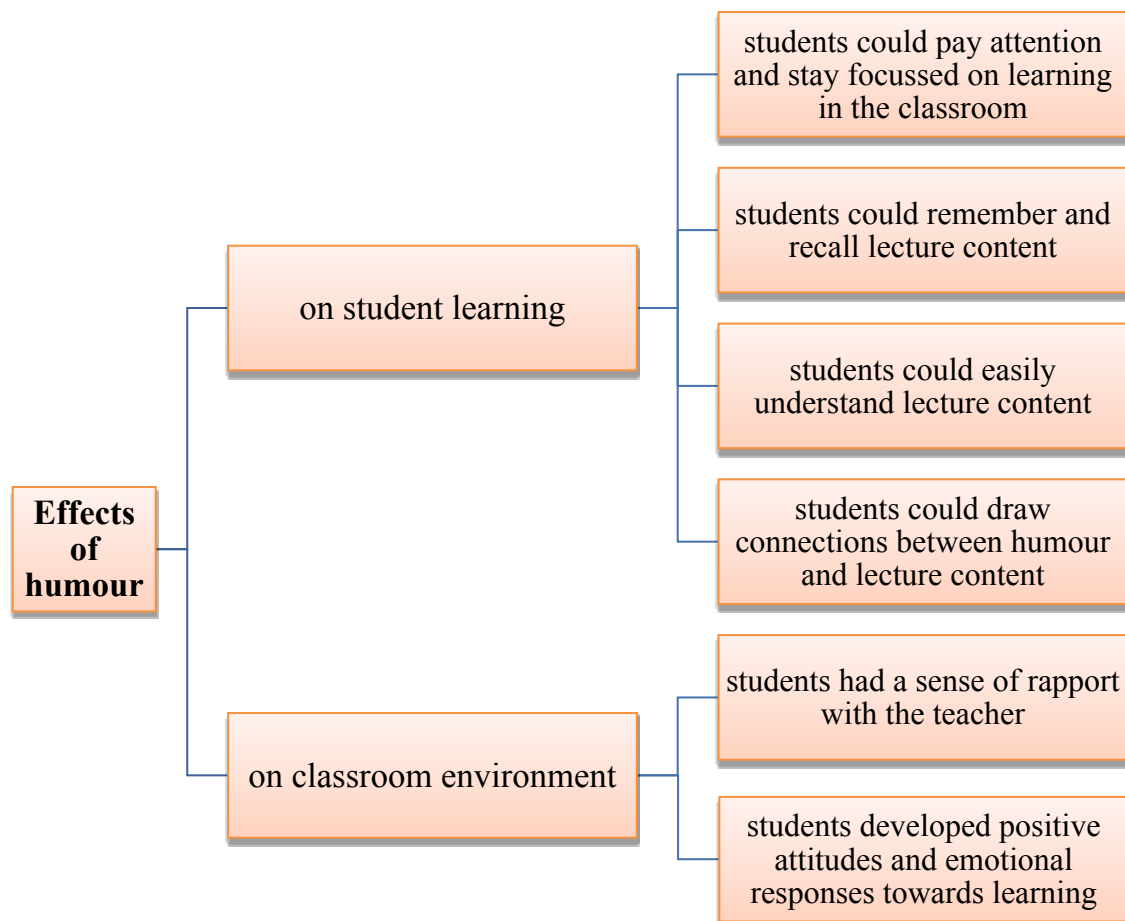 Effects
of
humour
on student learning
students could pay attention
and stay focussed on learning
in the classroom
students could remember and
recall lecture content
students could easily
understand lecture content
students could draw
connections between humour
and lecture content
on classroom environment
students had a sense of rapport
with the teacher
students developed positive
attitudes and emotional
responses towards learning